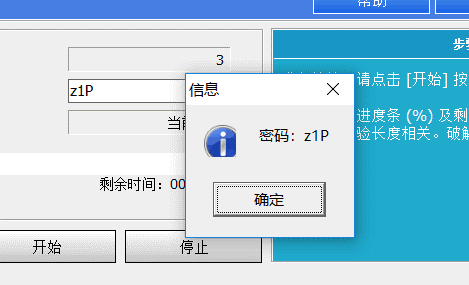 帮助
3
z1P
当前
剩余时间：00
开始
停止
步骤
请点击 [开始] 按
进度条 (%) 及剩
验长度相关。破解
信息
密码：z1P
确定